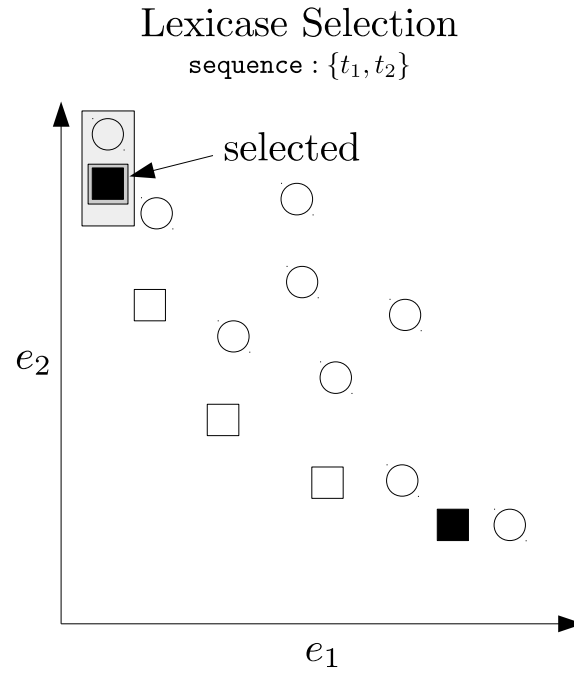 Lexicase Selection
sequence : {t₁, t₂}
selected
e₂
e₁